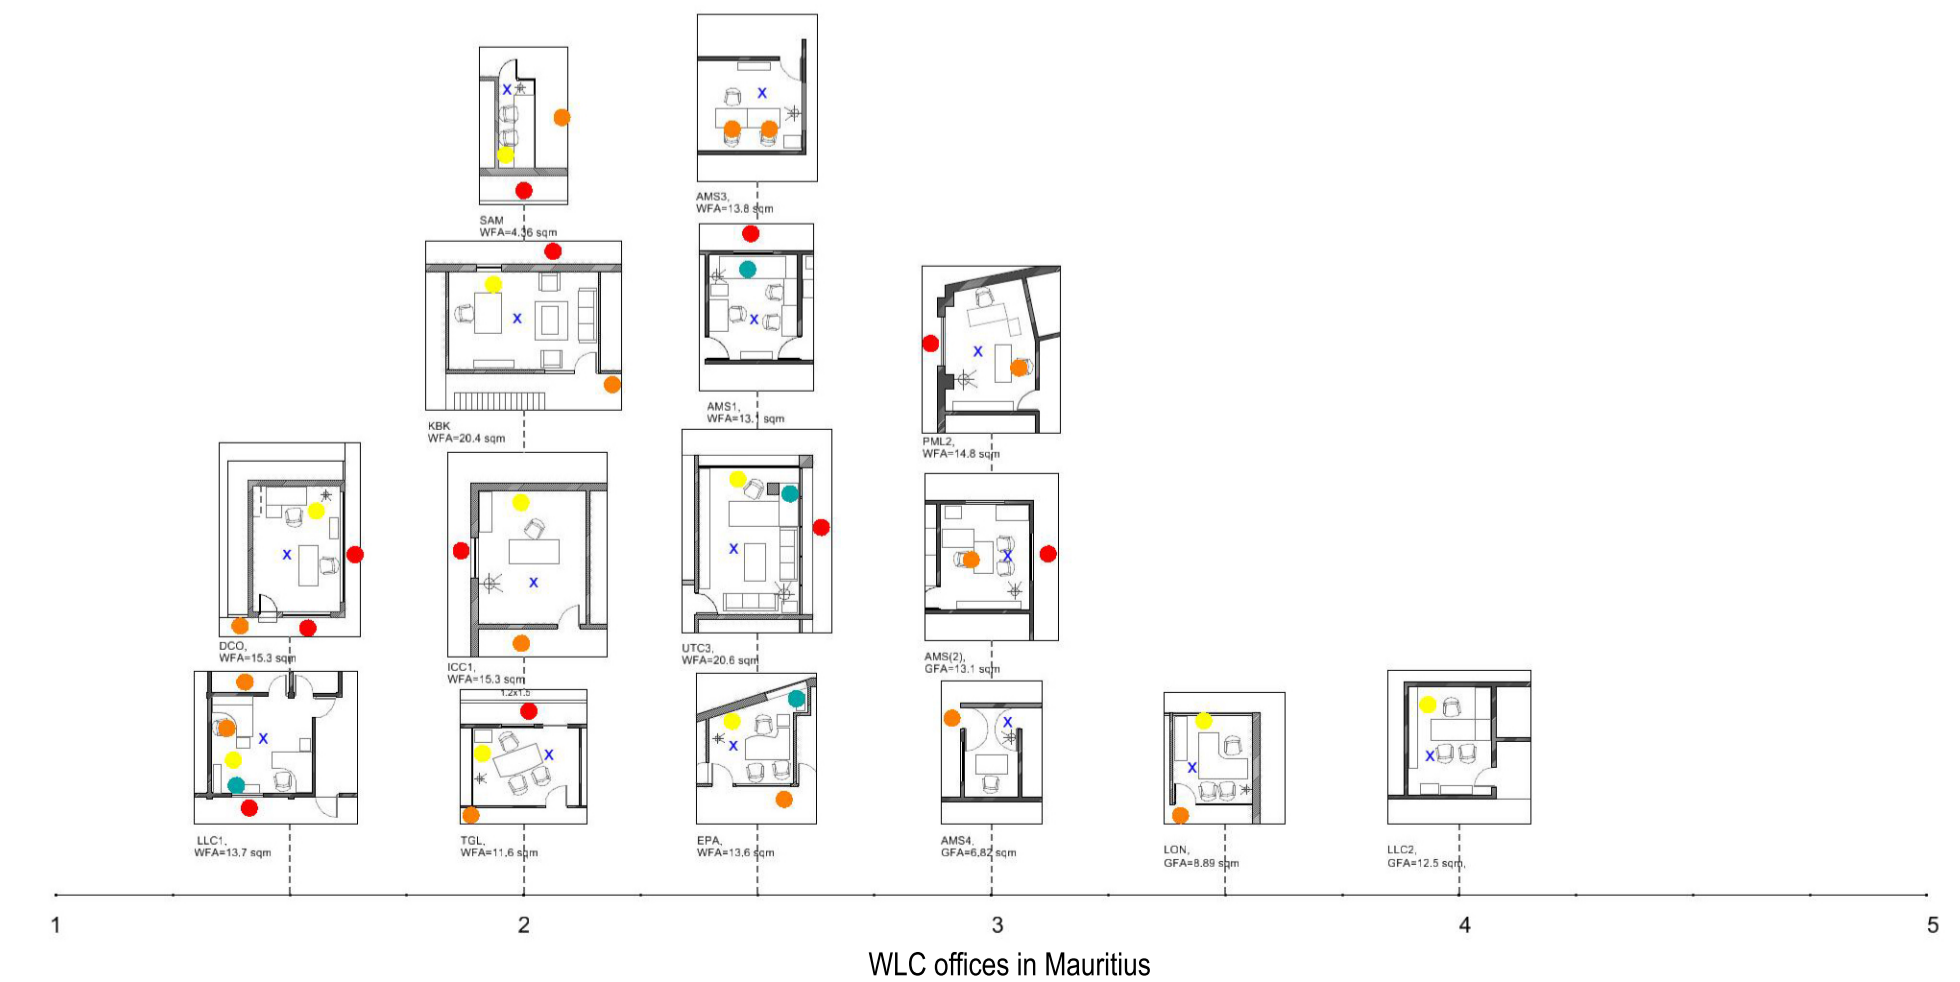 SAM
WFA=4.36 sqm
AMS3,
WFA=13.8 sqm
KBK
WFA=20.4 sqm
AMS1,
WFA=13.1 sqm
PML2,
WFA=14.8 sqm
DCO,
WFA=15.3 sqm
ICC1,
WFA=15.3 sqm
1.2x1.5
UTC3,
WFA=20.6 sqm
AMS(2),
GFA=13.1 sqm
LLC1,
WFA=13.7 sqm
TGL,
WFA=11.6 sqm
EPA,
WFA=13.6 sqm
AMS4,
GFA=6.82 sqm
LON,
GFA=8.89 sqm
LLC2,
GFA=12.5 sqm,
X X X X X X X X X X X X X X X
1 2 3 4 5
WLC offices in Mauritius